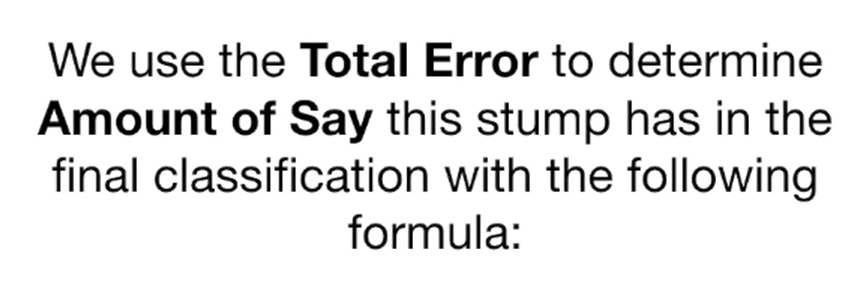 We use the Total Error to determine
Amount of Say this stump has in the
final classification with the following
formula: